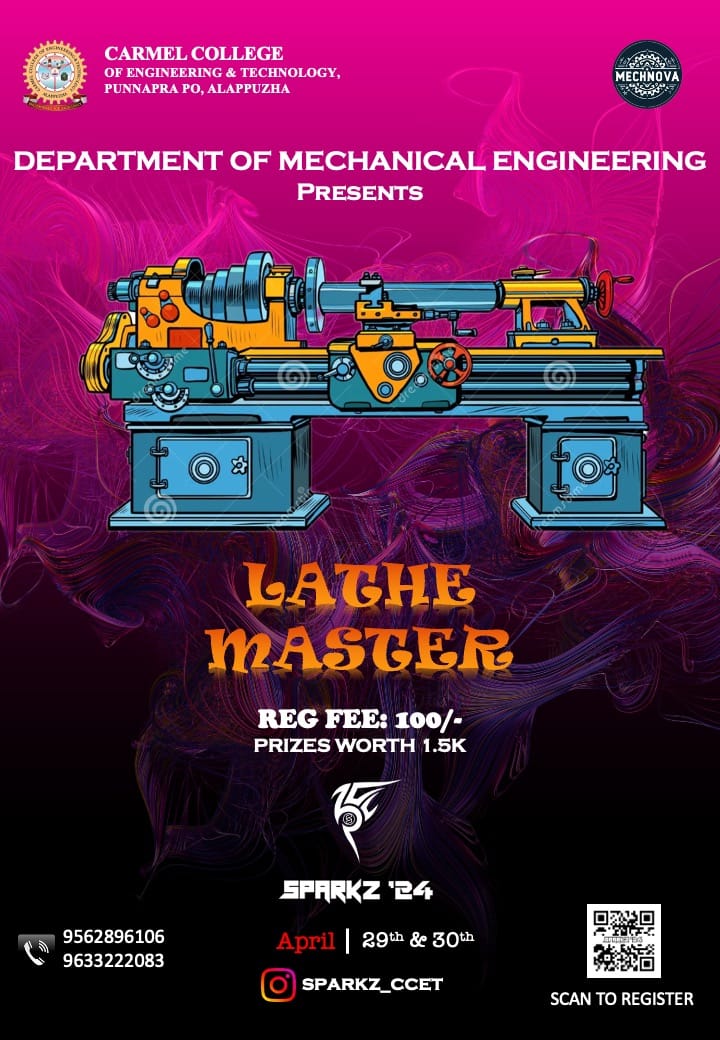 CARMEL COLLEGE
OF ENGINEERING & TECHNOLOGY,
PUNNAPRA PO, ALAPPUZHA
MECHNOVA
DEPARTMENT OF MECHANICAL ENGINEERING
PRESENTS
LATHE
MASTER
REG FEE: 100/-
PRIZES WORTH 1.5K
SPARKZ '24
9562896106
9633222083
April | 29th & 30th
SPARKZ_CCET
SCAN TO REGISTER